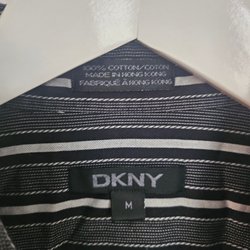 100% COTTON/COTON
MADE IN HONG KONG
FABRIQUÉ À HONG KONG
DKNY
M